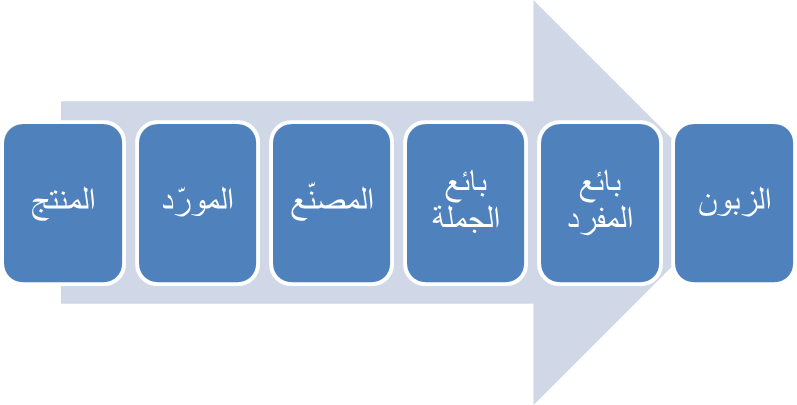 المنتج
المورّد
المصنّع
بائع
الجملة
بائع
المفرد
الزبون